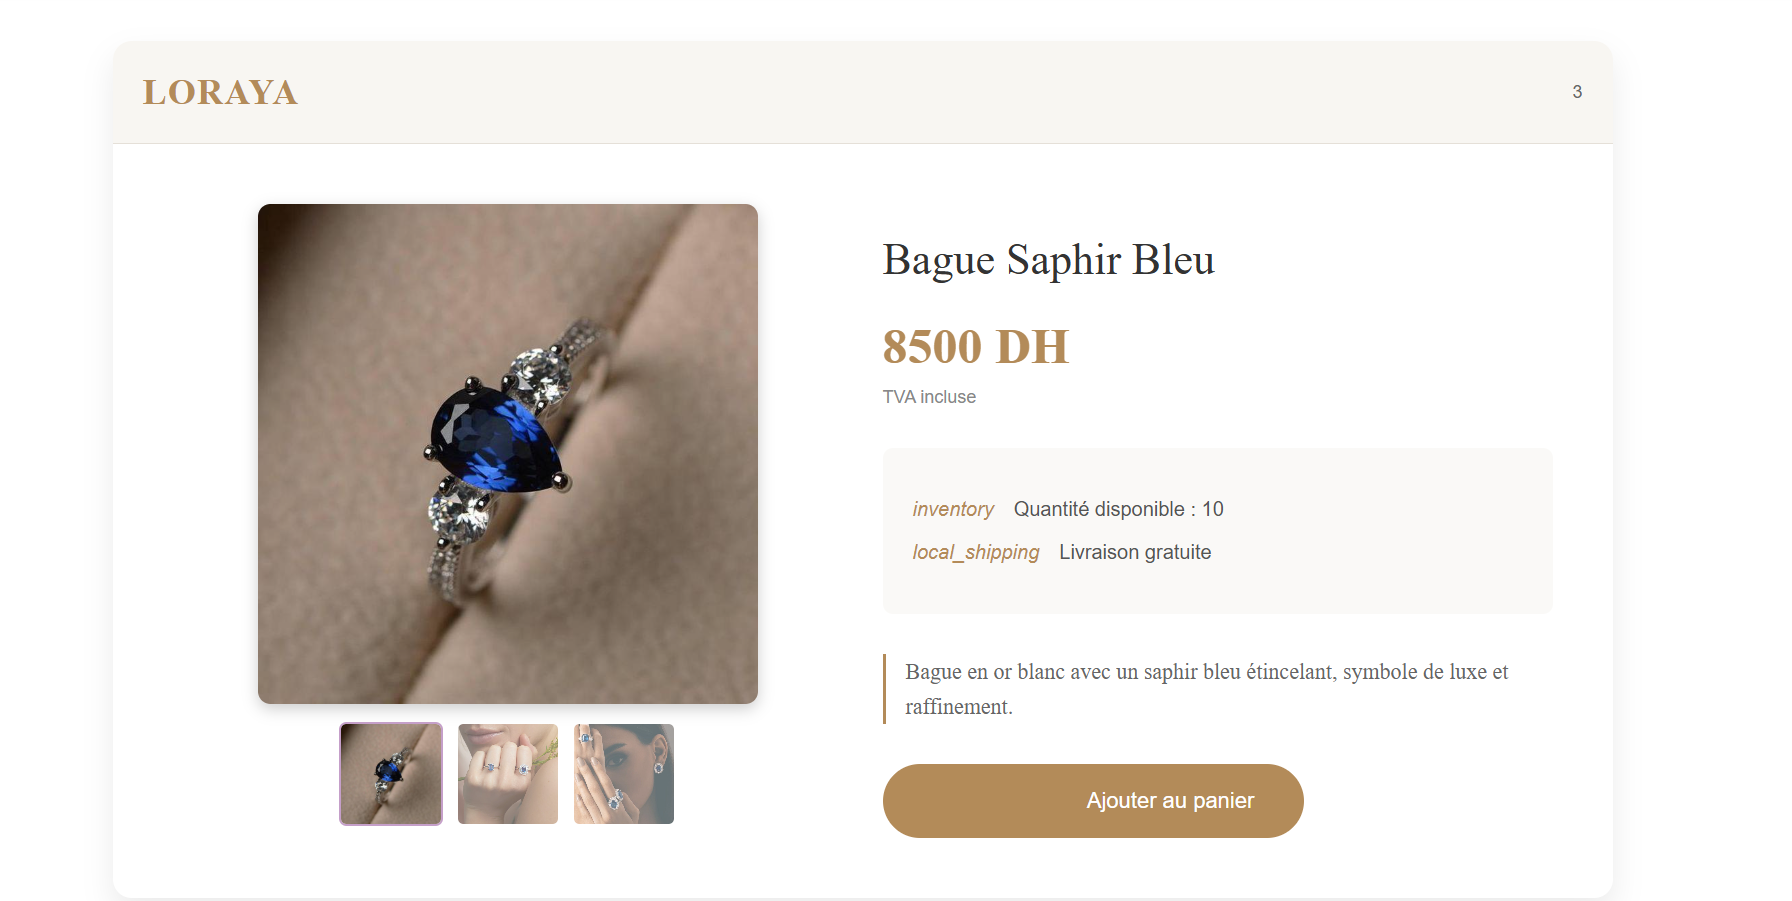 LORAYA
3
Bague Saphir Bleu
8500 DH
TVA incluse
inventory Quantité disponible : 10
local_shipping Livraison gratuite
Bague en or blanc avec un saphir bleu étincelant, symbole de luxe et
raffinement.
Ajouter au panier